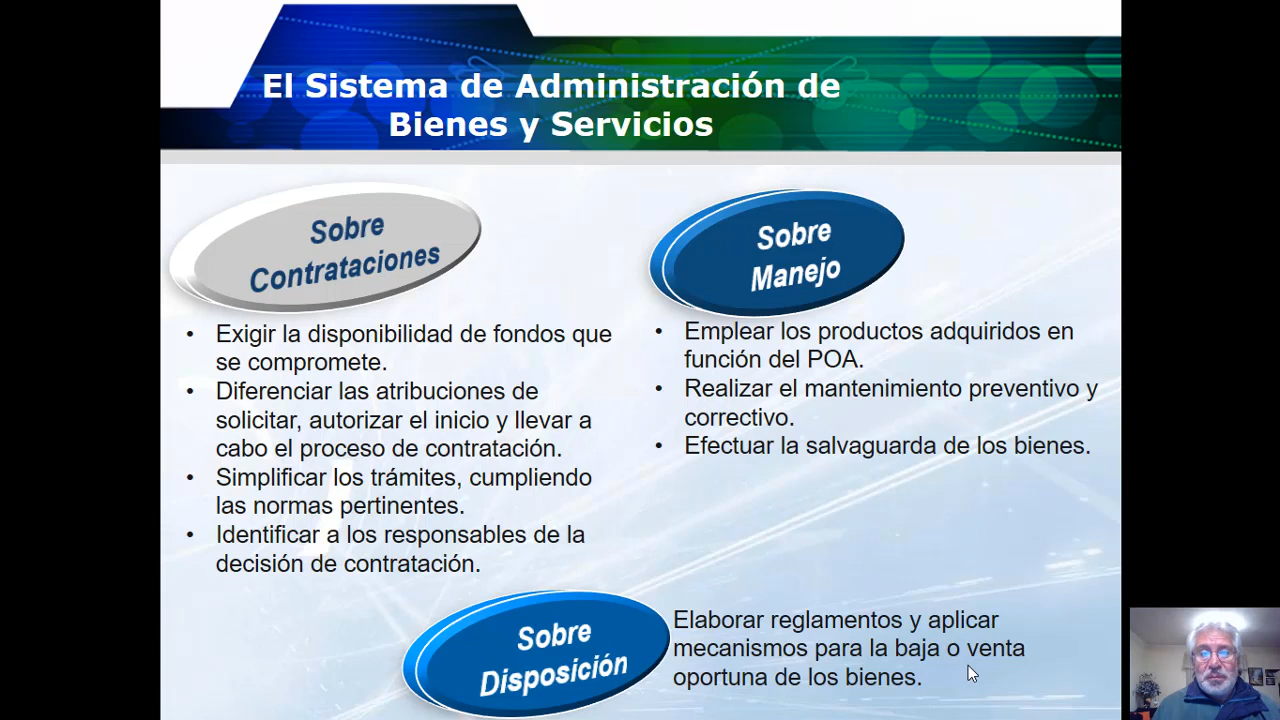 El Sistema de Administración de
Bienes y Servicios
Sobre
Contrataciones
• Exigir la disponibilidad de fondos que
se compromete.
• Diferenciar las atribuciones de
solicitar, autorizar el inicio y llevar a
cabo el proceso de contratación.
• Simplificar los trámites, cumpliendo
las normas pertinentes.
• Identificar a los responsables de la
decisión de contratación.
Sobre
Manejo
• Emplear los productos adquiridos en
función del POA.
• Realizar el mantenimiento preventivo y
correctivo.
• Efectuar la salvaguarda de los bienes.
Sobre
Disposición
Elaborar reglamentos y aplicar
mecanismos para la baja o venta
oportuna de los bienes.